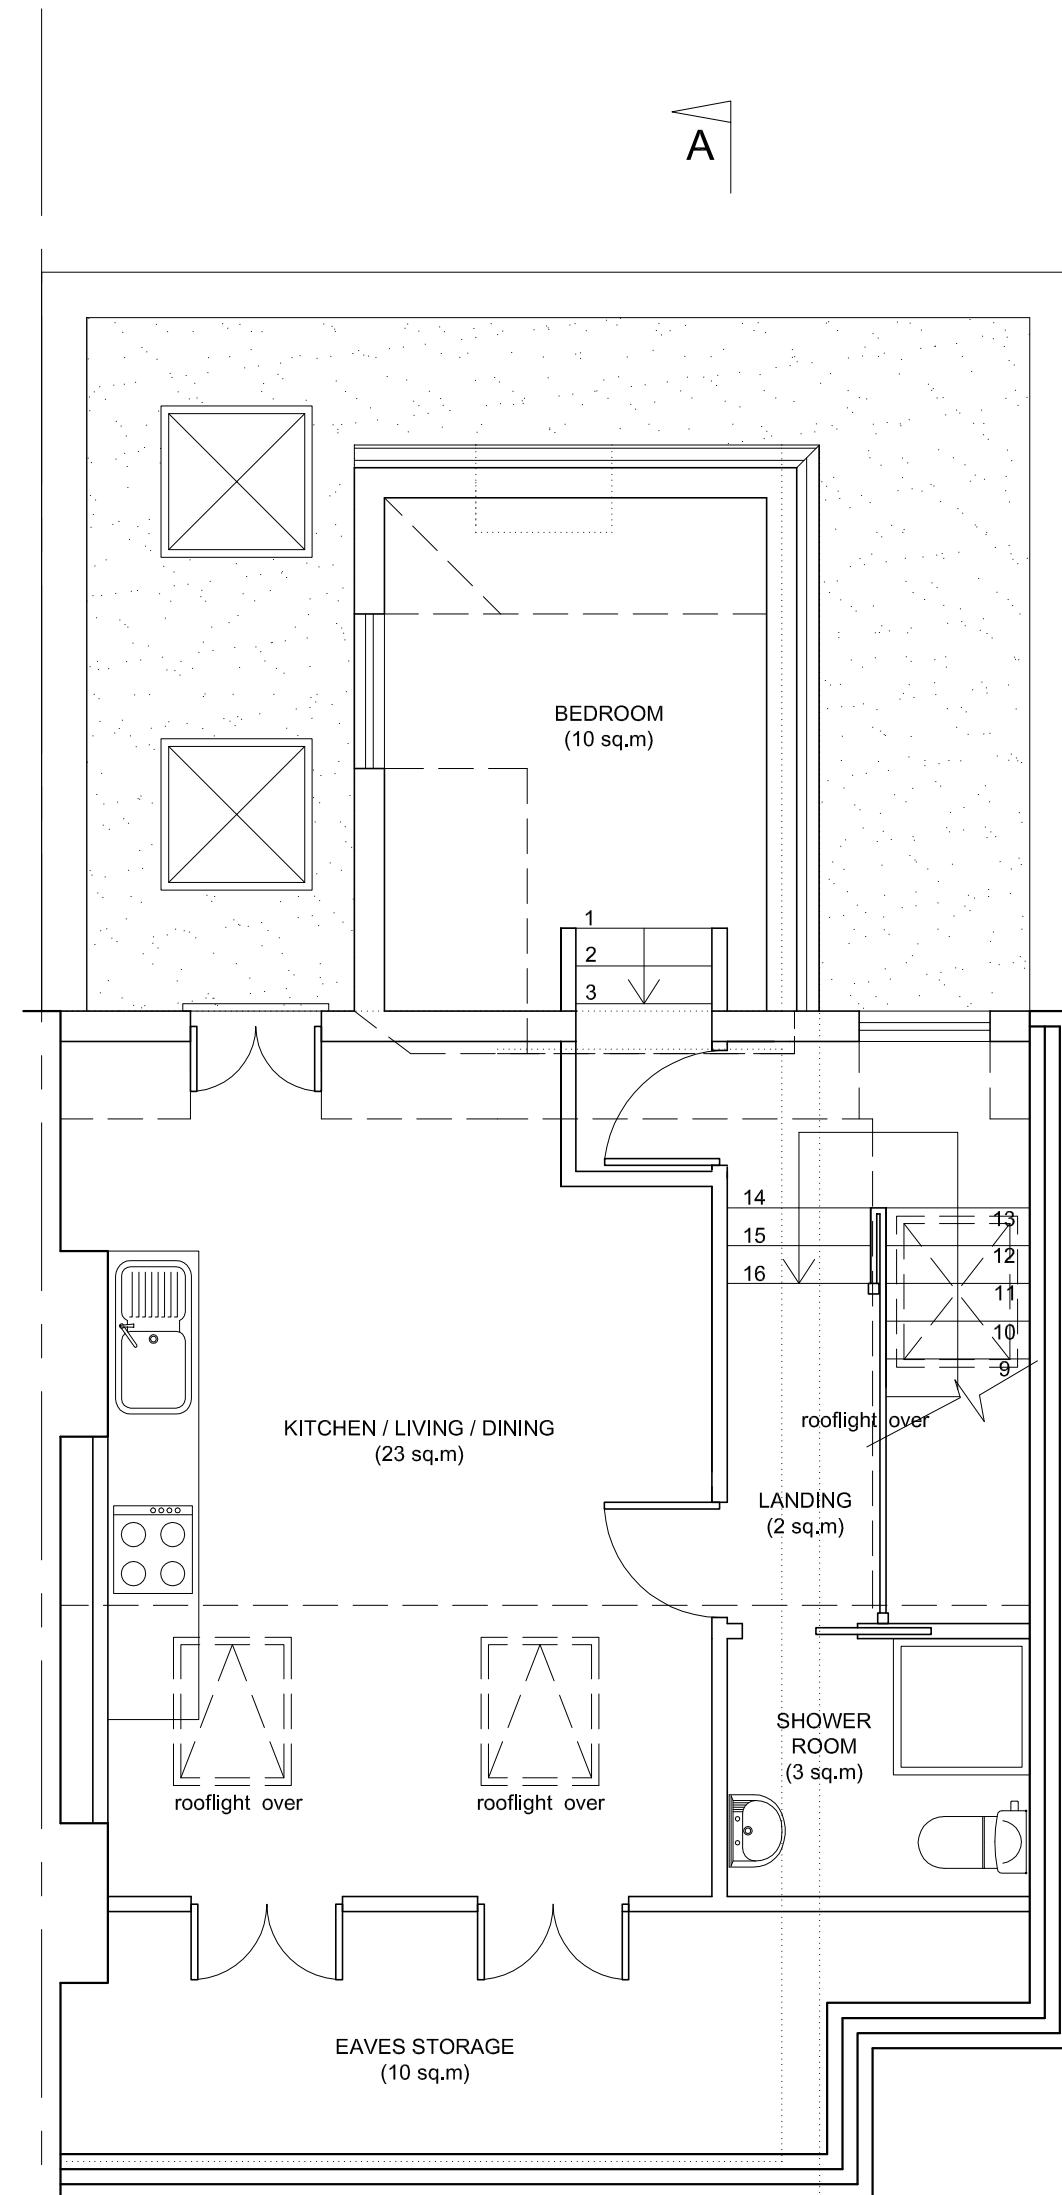 A
BEDROOM
(10 sq.m)
1
2
3
14
15
16
13
12
11
10
9
rooflight over
KITCHEN / LIVING / DINING
(23 sq.m)
LANDING
(2 sq.m)
SHOWER
ROOM
(3 sq.m)
rooflight over
rooflight over
EAVES STORAGE
(10 sq.m)